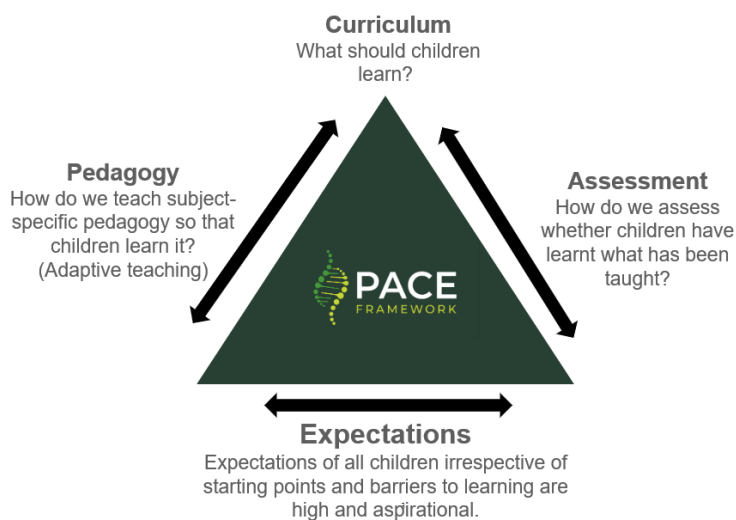 Curriculum
What should children
learn?
Pedagogy
How do we teach subject-
specific pedagogy so that
children learn it?
(Adaptive teaching)
Assessment
How do we assess
whether children have
learnt what has been
taught?
PACE
FRAMEWORK
Expectations
Expectations of all children irrespective of
starting points and barriers to learning are
high and aspirational.